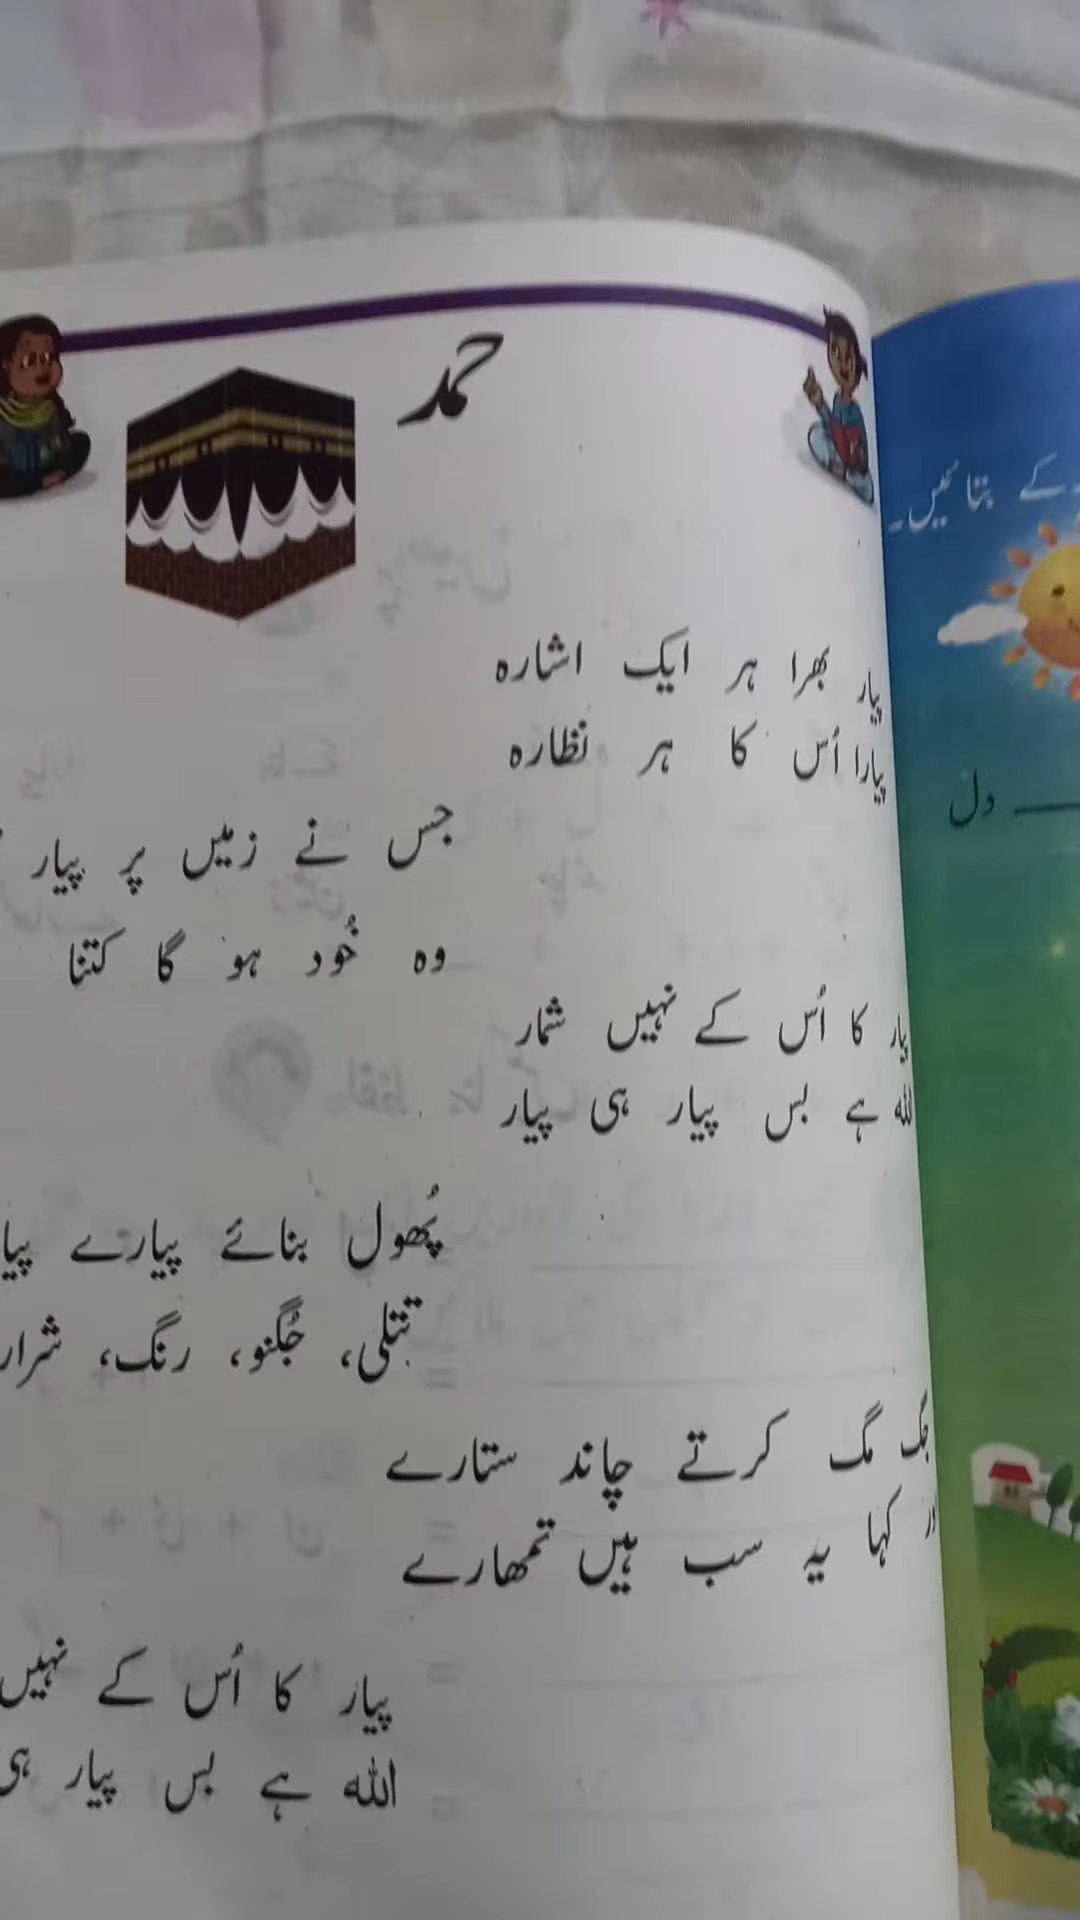 حمد
پیار بھرا ہر ایک اشارہ
پیارا اُس کا ہر نظارہ
جس نے زمیں پر پیار
وہ خُود ہو گا کتنا
پیار کا اُس کے نہیں شمار
اللہ ہے بس پیار ہی پیار
پُھول بنائے پیارے
تتلی، جُگنو، رنگ،
جگ مگ کرتے چاند ستارے
اور کہا یہ سب ہیں تمھارے
پیار کا اُس کے نہیں
اللہ ہے بس پیار ہی
کے بتائیں۔
دل